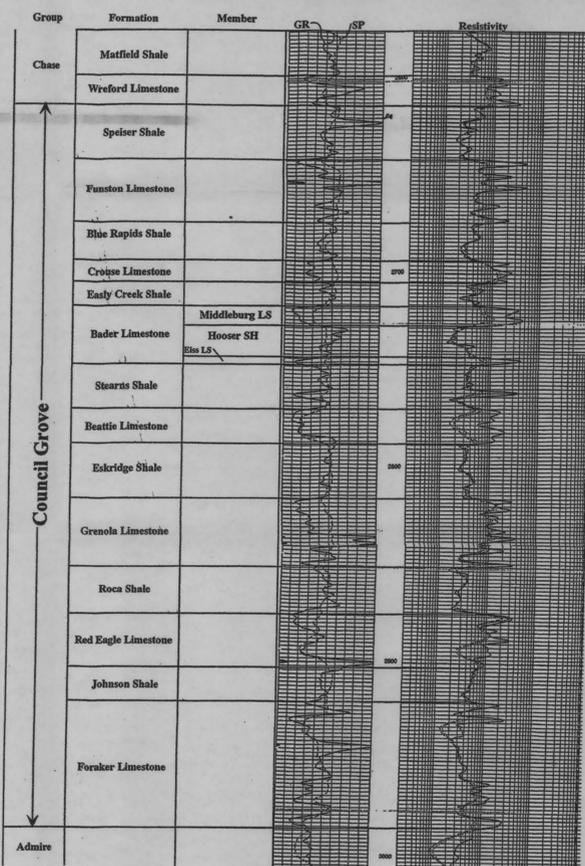 Group Formation Member GR SP Resistivity
Matfield Shale
Chase
Wreford Limestone
Speiser Shale
Funston Limestone
Blue Rapids Shale
Crouse Limestone 2700
Easly Creek Shale
Middleburg LS
Bader Limestone Hooser SH
Eiss LS
Stearns Shale
Beattie Limestone
Eskridge Shale 2800
Council Grove
Grenola Limestone
Roca Shale
Red Eagle Limestone
2900
Johnson Shale
Foraker Limestone
Admire 3000